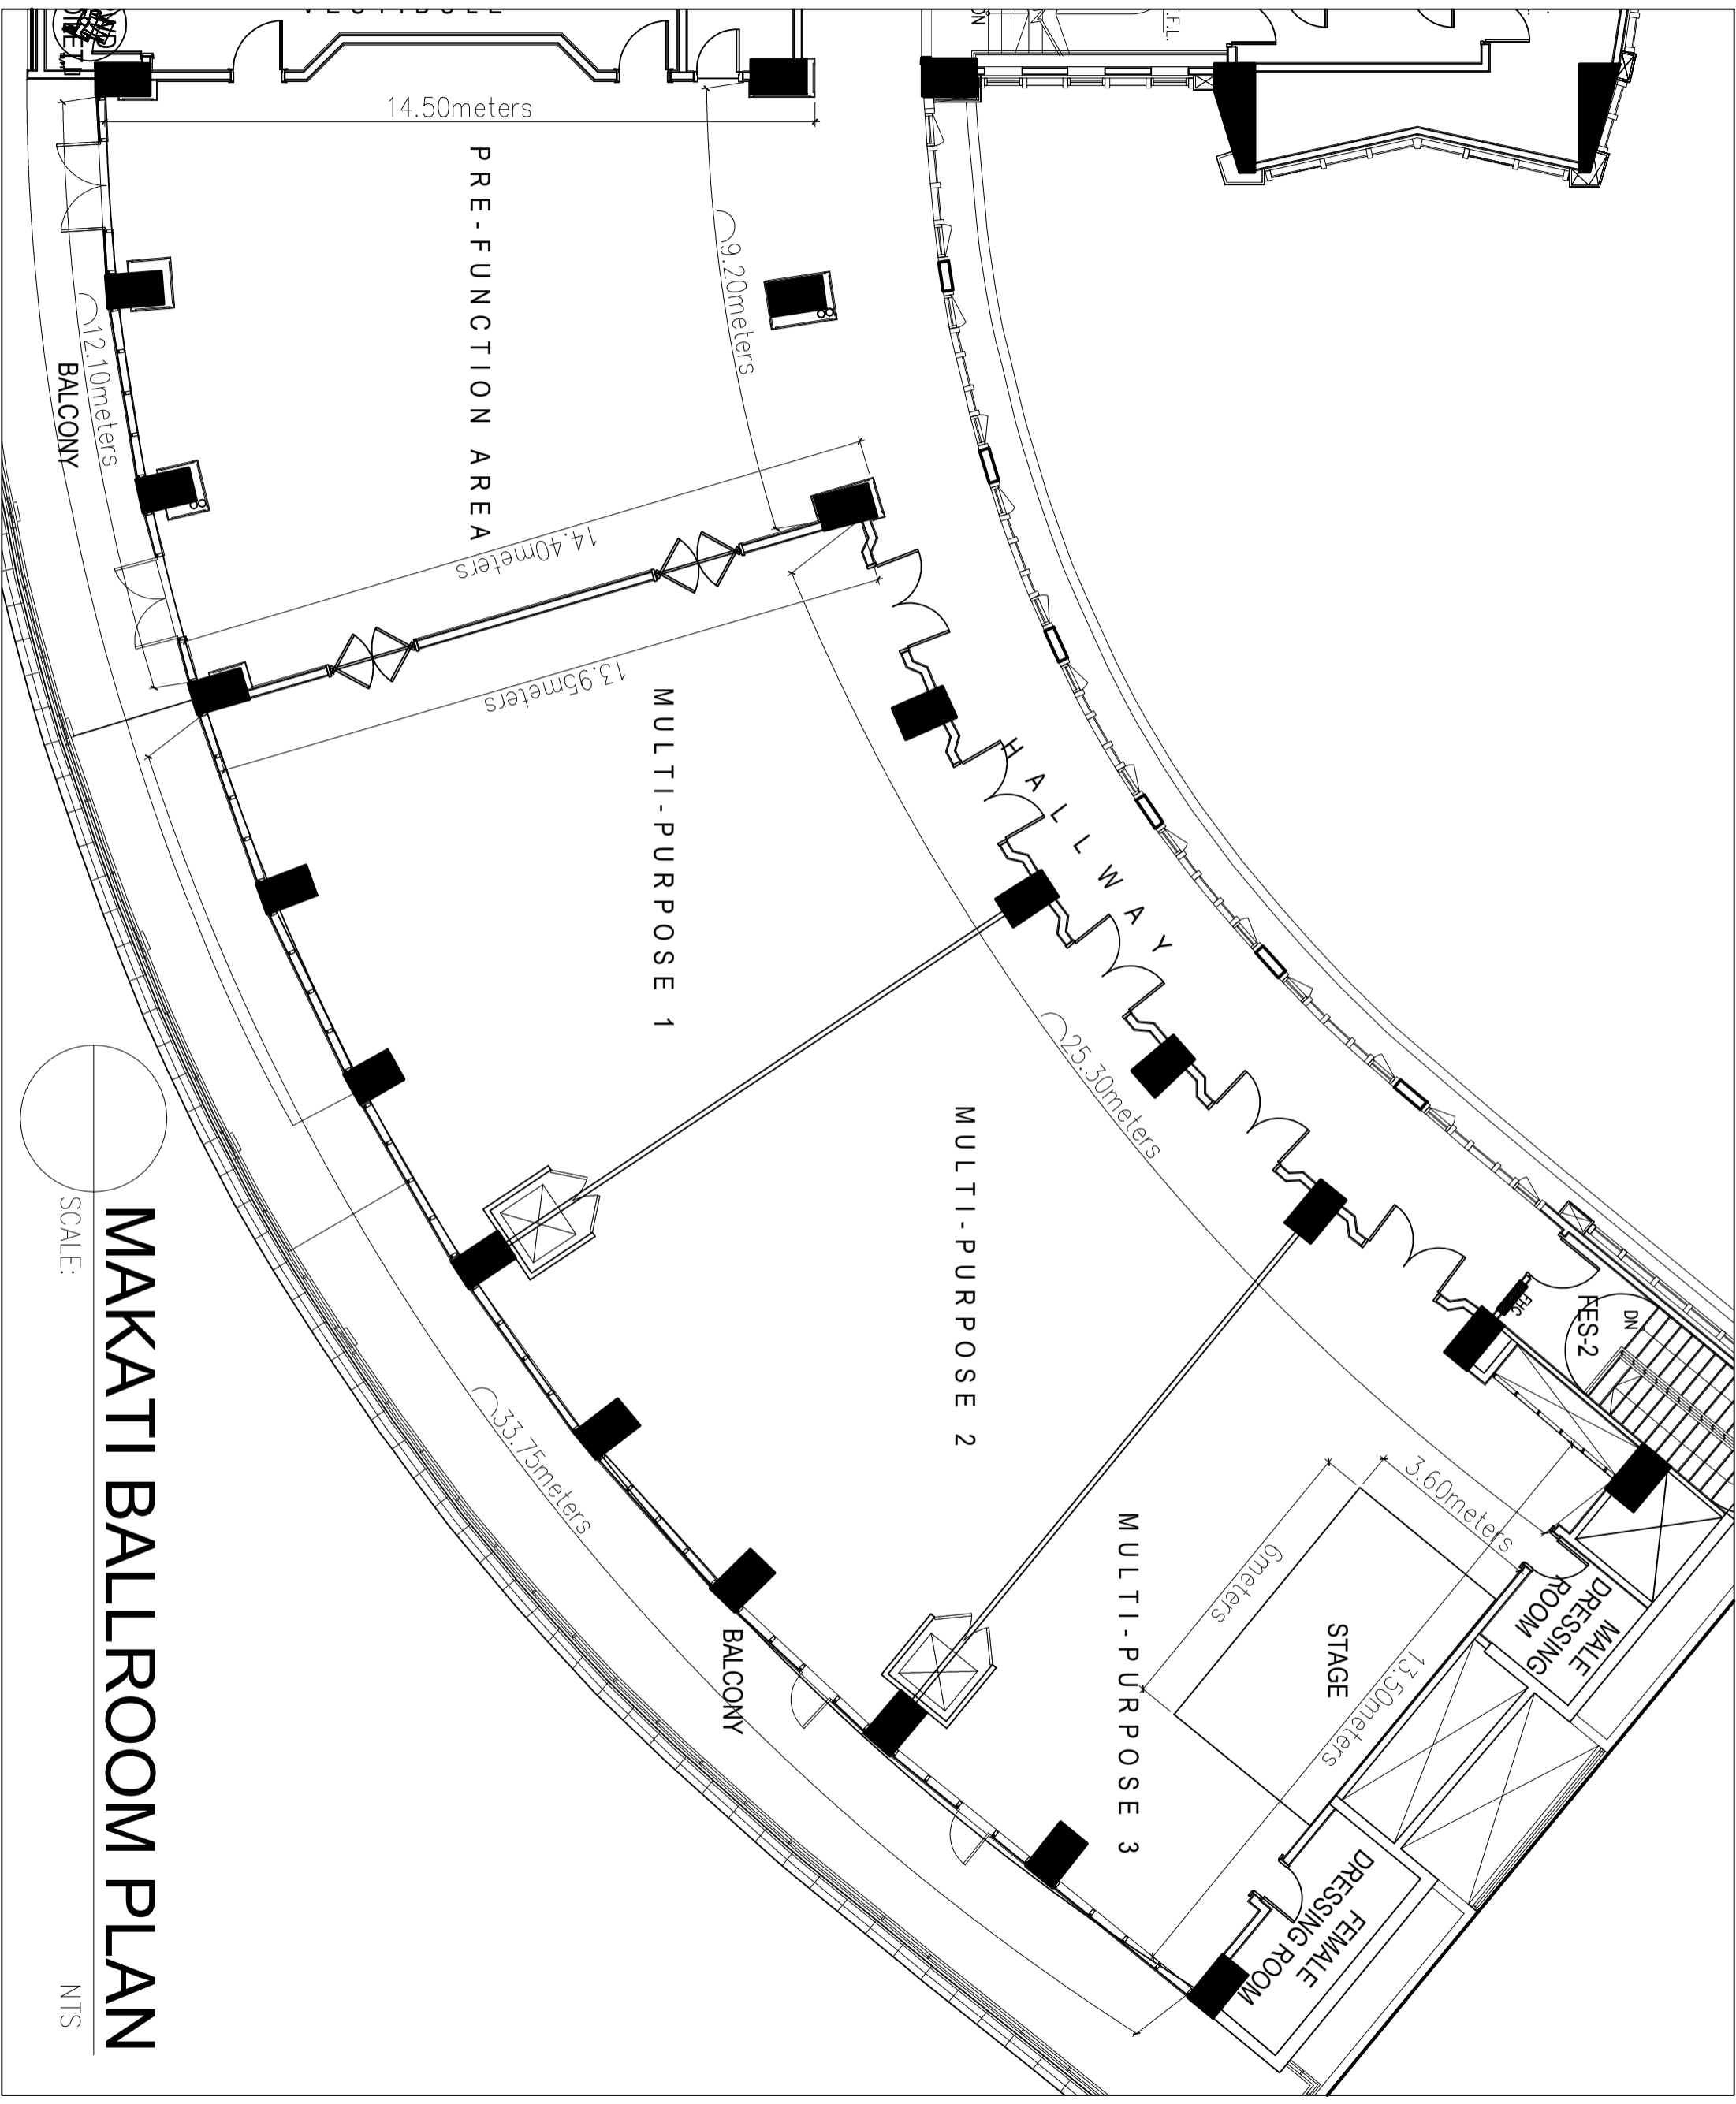 VESTIBULE
F.F.L.
14.50meters
PRE-FUNCTION AREA
9.20meters
12.10meters
BALCONY
14.40meters
13.95meters
MULTI-PURPOSE 1
HALLWAY
25.30meters
MULTI-PURPOSE 2
33.75meters
BALCONY
FHC
FES-2
DN
3.60meters
6meters
13.50meters
STAGE
MULTI-PURPOSE 3
MALE
DRESSING
ROOM
FEMALE
DRESSING ROOM
MAKATI BALLROOM PLAN
SCALE:
NTS